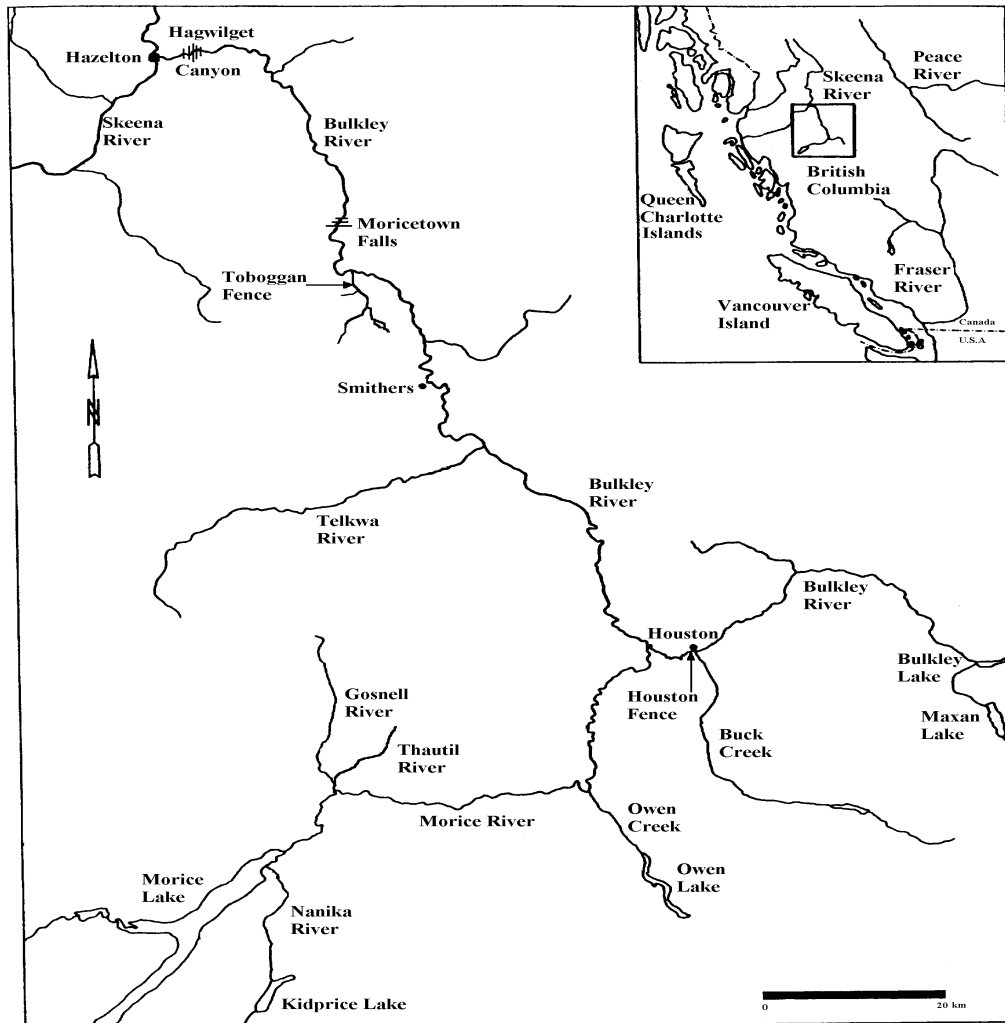 Hagwilget
Canyon
Hazelton
Skeena
River
Bulkley
River
Moricetown
Falls
Toboggan
Fence
Smithers
N
Telkwa
River
Bulkley
River
Bulkley
River
Houston
Houston
Fence
Bulkley
Lake
Maxan
Lake
Buck
Creek
Gosnell
River
Thautil
River
Morice River
Owen
Creek
Owen
Lake
Morice
Lake
Nanika
River
Kidprice Lake
0
20 km
Skeena
River
Peace
River
British
Columbia
Queen
Charlotte
Islands
Fraser
River
Vancouver
Island
Canada
U.S.A